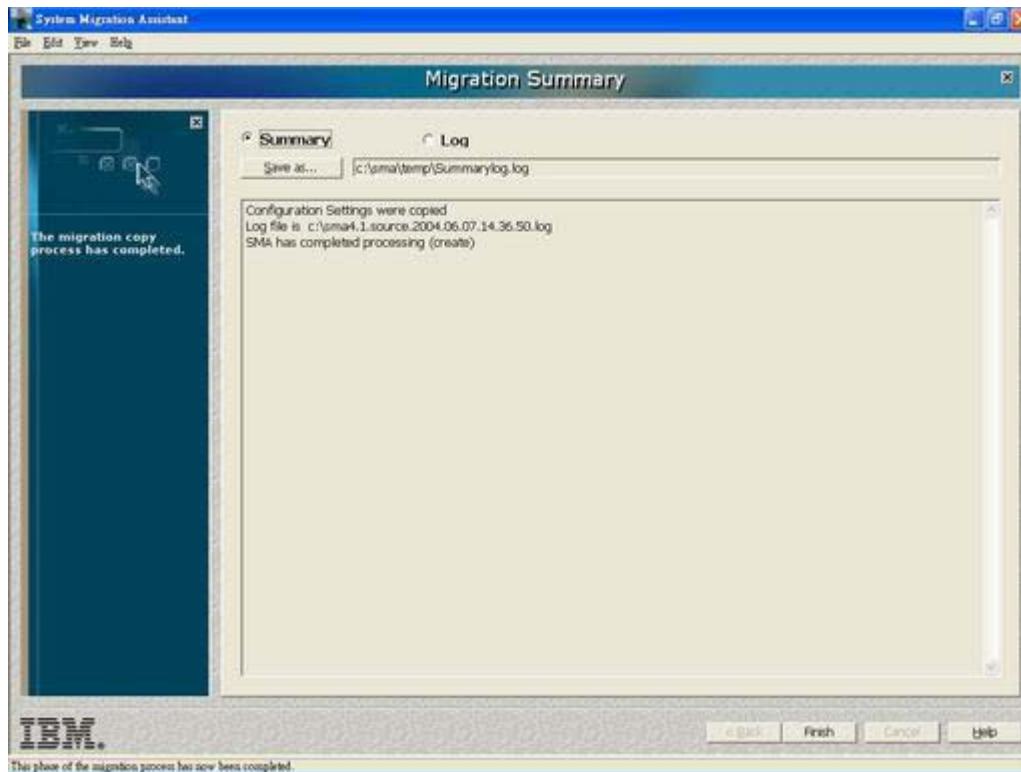 System Migration Assistant
File Edit View Help
Migration Summary
Summary Log
Save as... c:\sma\temp\Summarylog.log
The migration copy
process has completed.
Configuration Settings were copied
Log file is c:\sma4.1.source.2004.06.07.14.36.50.log
SMA has completed processing (create)
IBM.
< Back Finish Cancel Help
This phase of the migration process has now been completed.